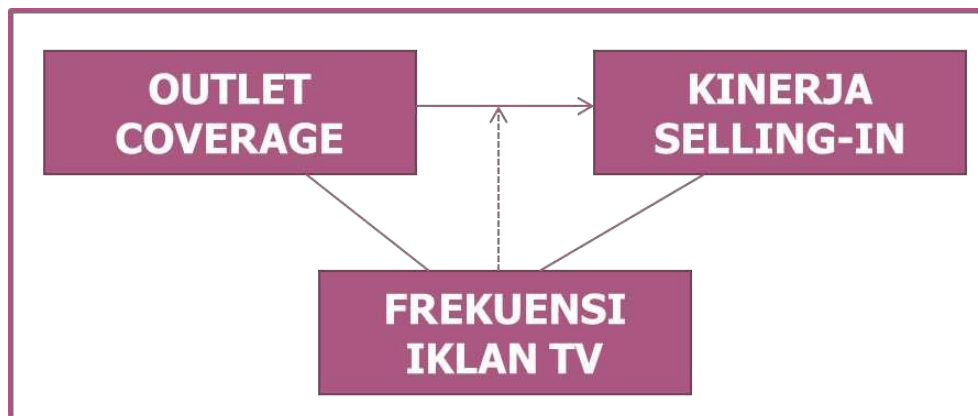 OUTLET
COVERAGE
KINERJA
SELLING-IN
FREKUENSI
IKLAN TV